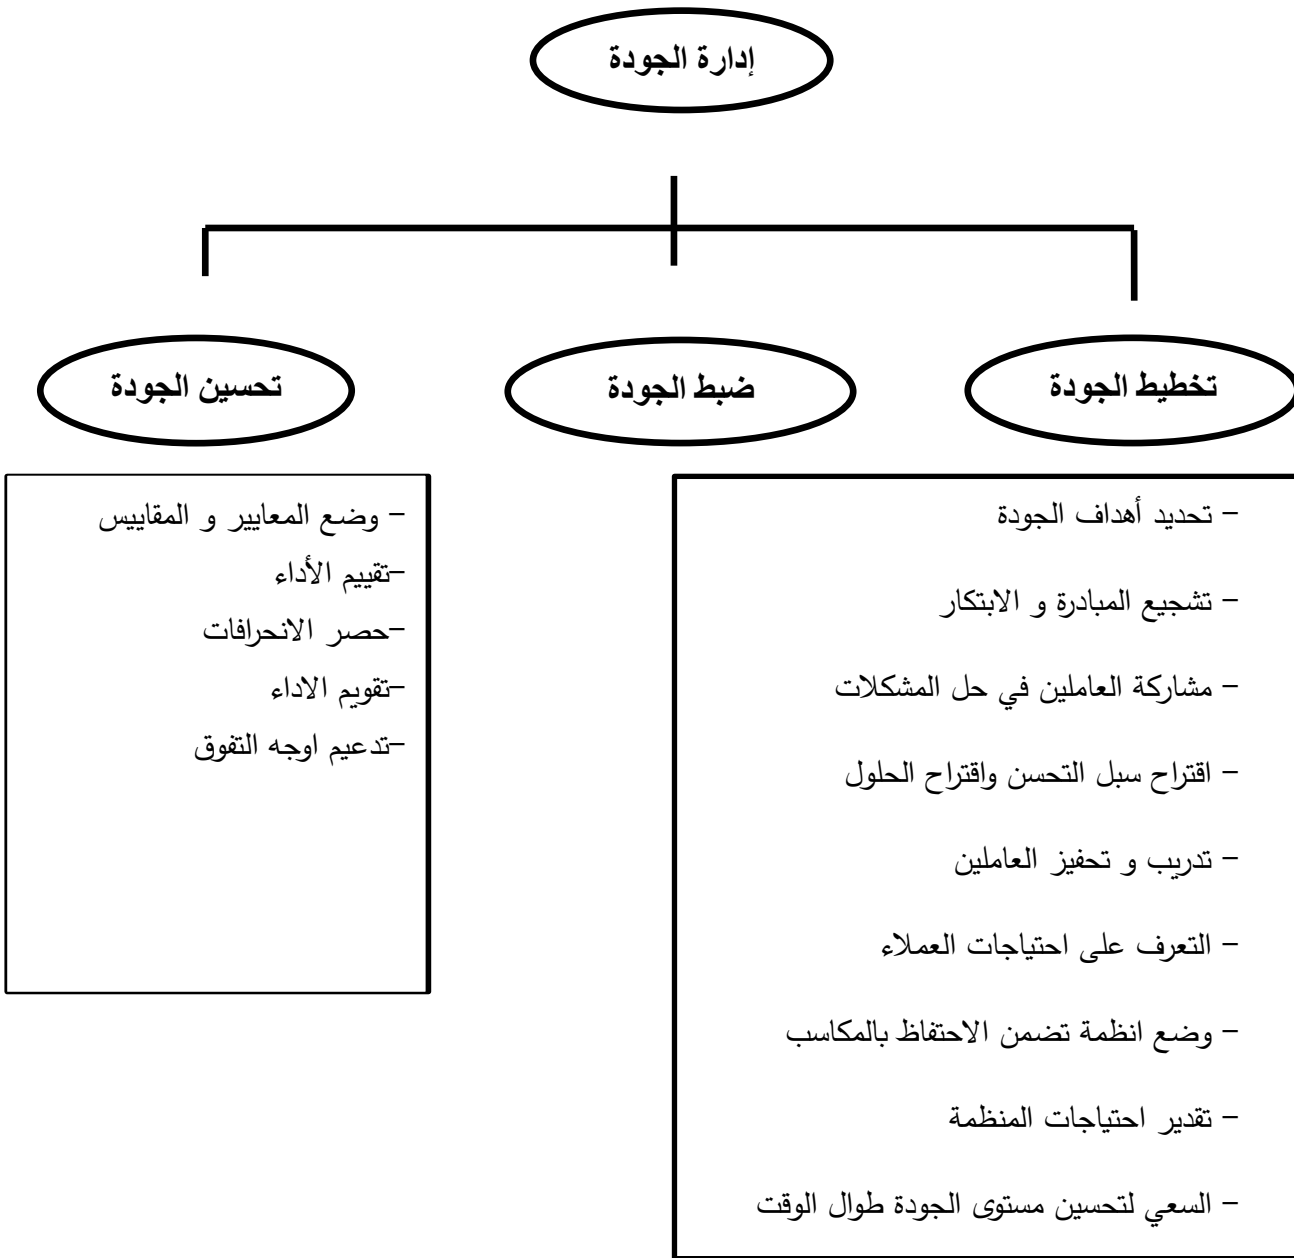 إدارة الجودة
تخطيط الجودة
ضبط الجودة
تحسين الجودة
- تحديد أهداف الجودة
- تشجيع المبادرة و الابتكار
- مشاركة العاملين في حل المشكلات
- اقتراح سبل التحسن واقتراح الحلول
- تدريب و تحفيز العاملين
- التعرف على احتياجات العملاء
- وضع انظمة تضمن الاحتفاظ بالمكاسب
- تقدير احتياجات المنظمة
- السعي لتحسين مستوى الجودة طوال الوقت
- وضع المعايير و المقاييس
-تقييم الأداء
-حصر الانحرافات
-تقويم الاداء
-تدعيم اوجه التفوق